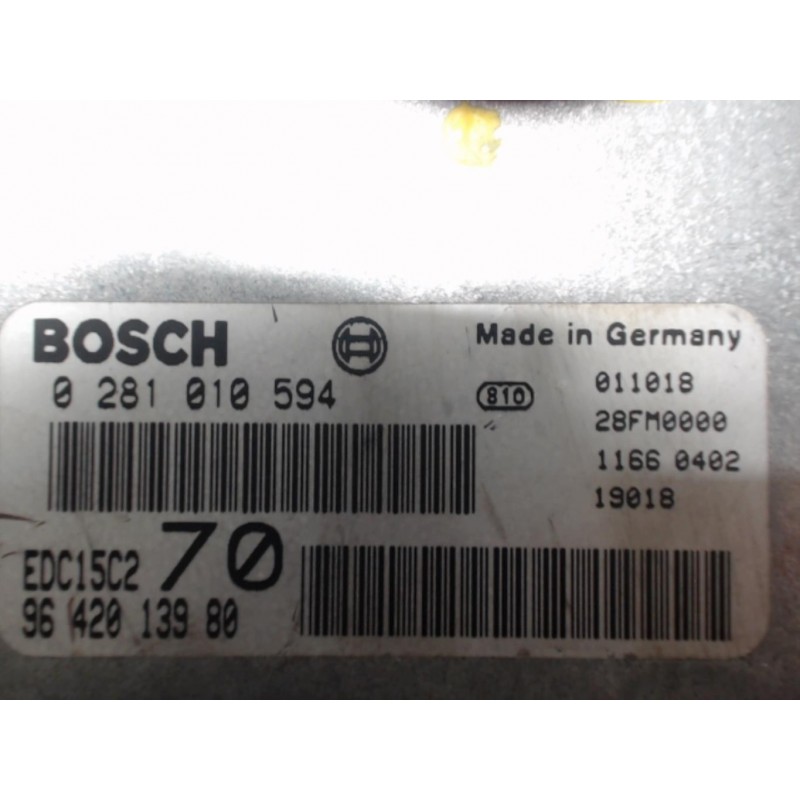 BOSCH
Made in Germany
0 281 010 594
810
011018
28FM0000
1166 0402
19018
EDC15C2
70
96 420 139 80